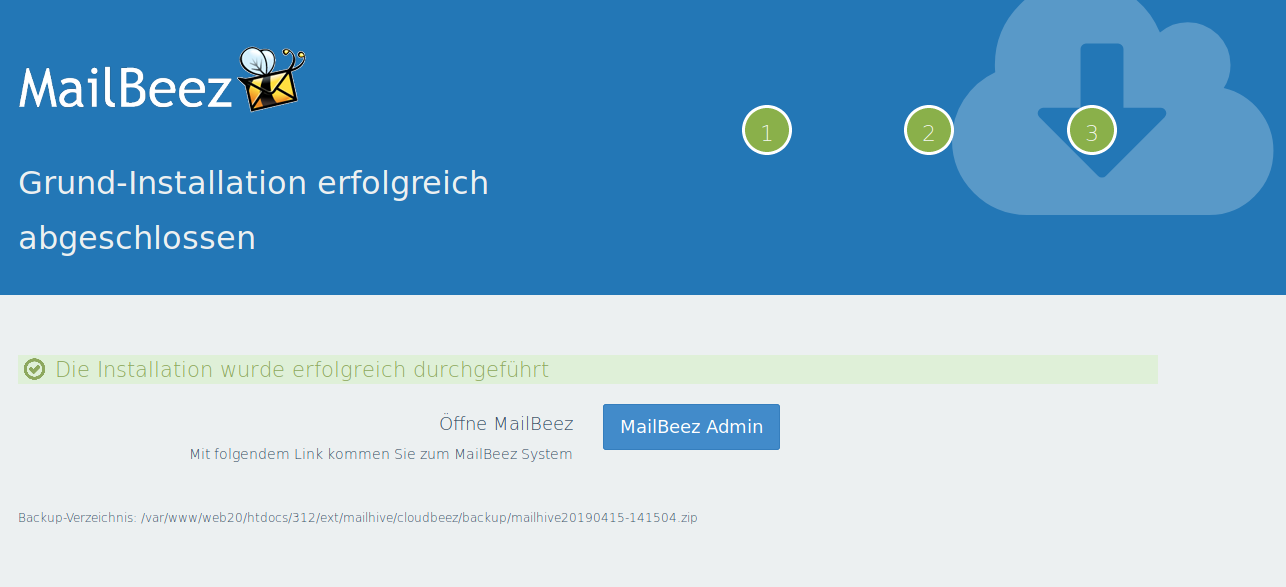 MailBeez
1 2 3
Grund-Installation erfolgreich
abgeschlossen
Die Installation wurde erfolgreich durchgeführt
Öffne MailBeez
MailBeez Admin
Mit folgendem Link kommen Sie zum MailBeez System
Backup-Verzeichnis: /var/www/web20/htdocs/312/ext/mailhive/cloudbeez/backup/mailhive20190415-141504.zip